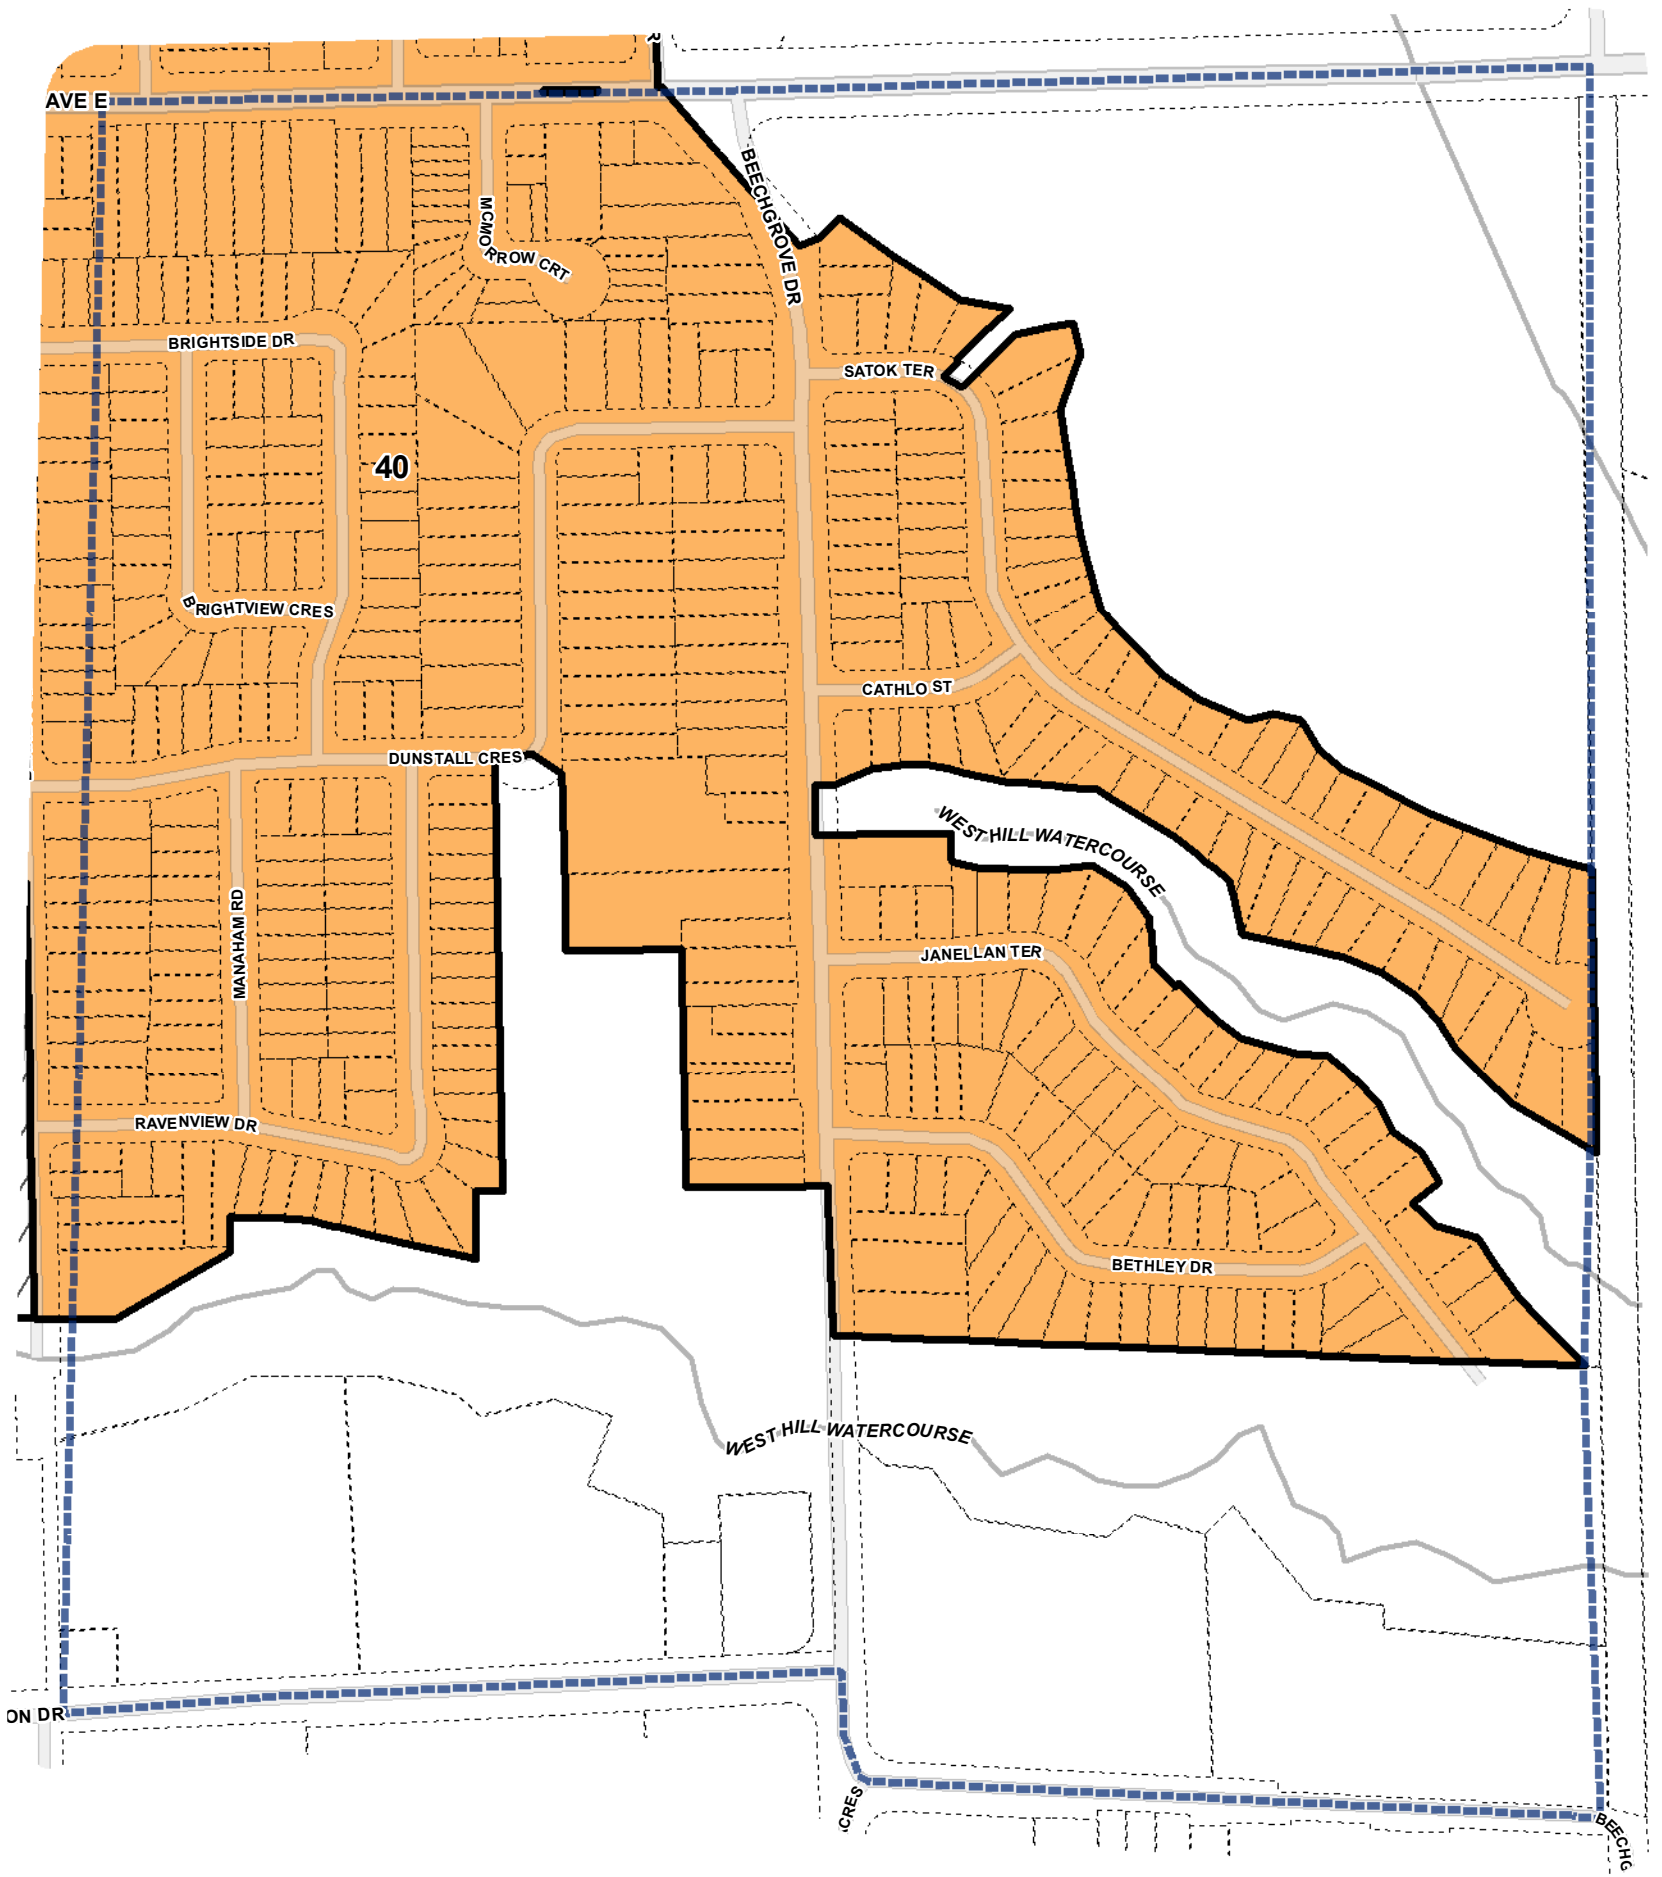 AVE E
BEECHGROVE DR
MCMORROW CRT
BRIGHTSIDE DR
SATOK TER
40
BRIGHTVIEW CRES
CATHLO ST
DUNSTALL CRES
WEST HILL WATERCOURSE
MANAHAM RD
JANELLAN TER
RAVENVIEW DR
BETHLEY DR
WEST HILL WATERCOURSE
ON DR
CRES
BEECHG